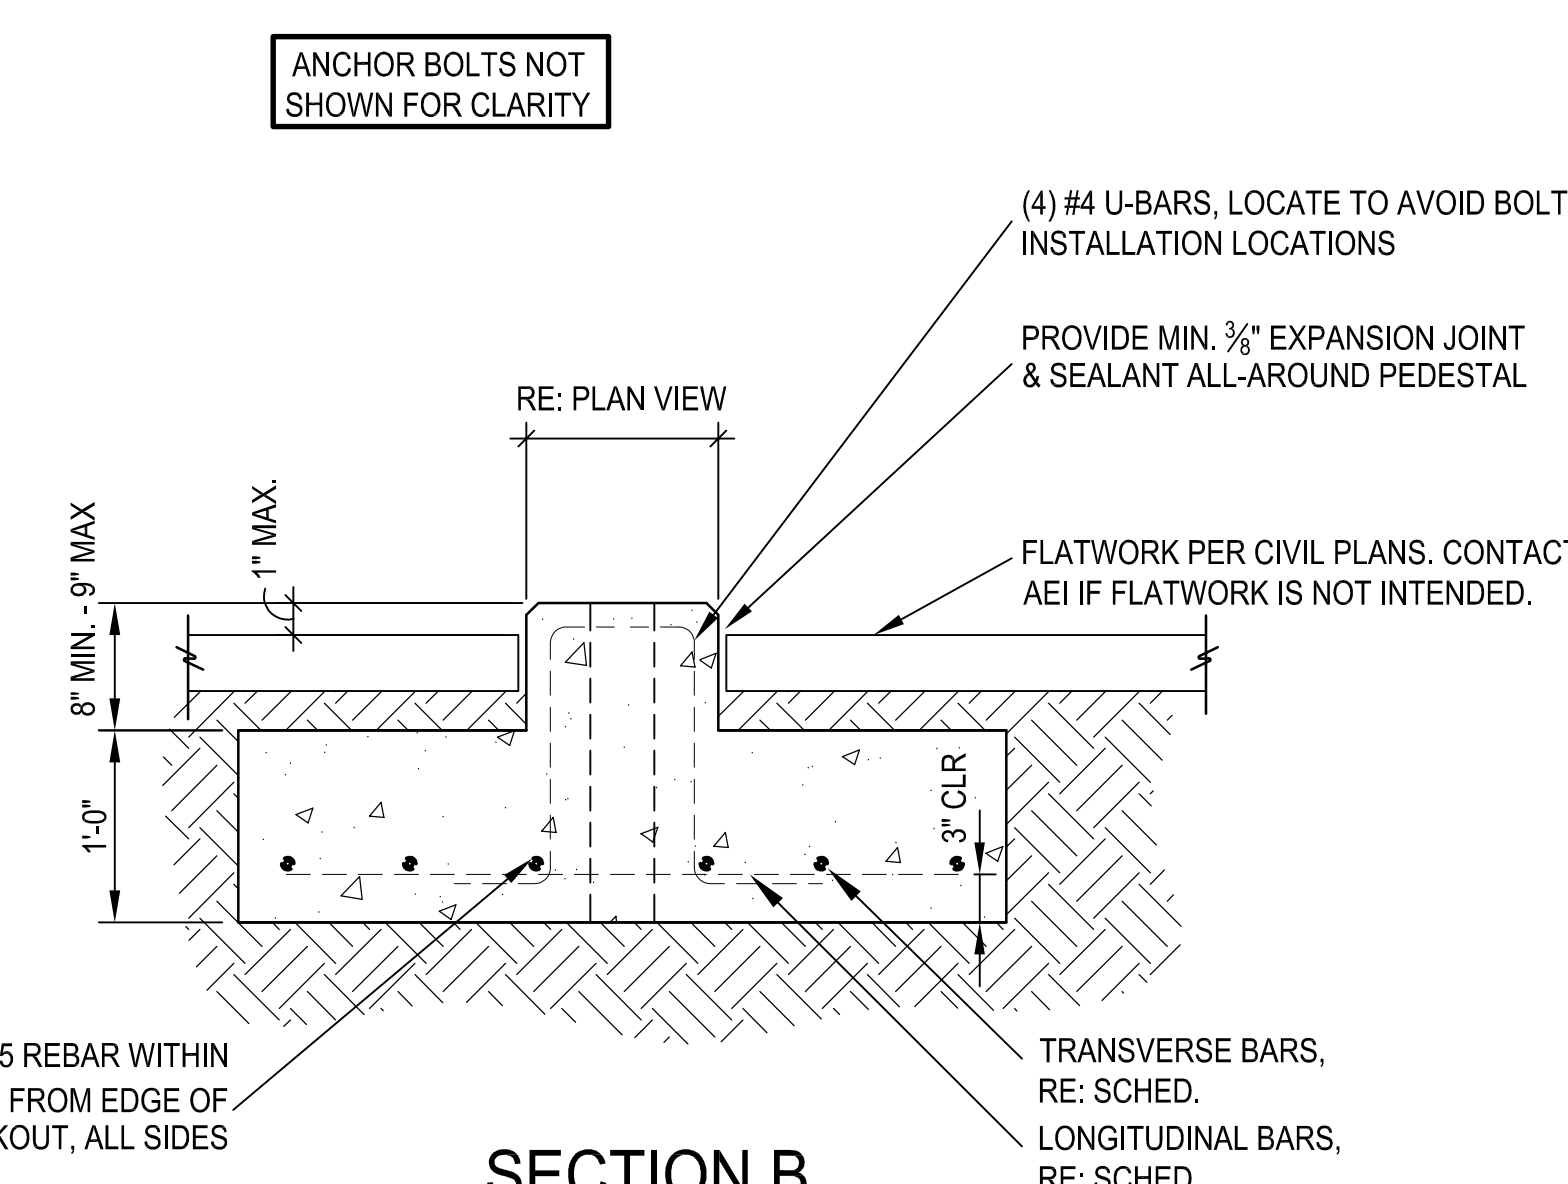 ANCHOR BOLTS NOT
SHOWN FOR CLARITY
(4) #4 U-BARS, LOCATE TO AVOID BOLT
INSTALLATION LOCATIONS
PROVIDE MIN. 3/8" EXPANSION JOINT
& SEALANT ALL-AROUND PEDESTAL
RE: PLAN VIEW
1" MAX.
8" MIN. - 9" MAX
FLATWORK PER CIVIL PLANS. CONTACT
AEI IF FLATWORK IS NOT INTENDED.
1'-0"
3" CLR
5 REBAR WITHIN
FROM EDGE OF
KOUT, ALL SIDES
TRANSVERSE BARS,
RE: SCHED.
LONGITUDINAL BARS,
RE: SCHED
SECTION B